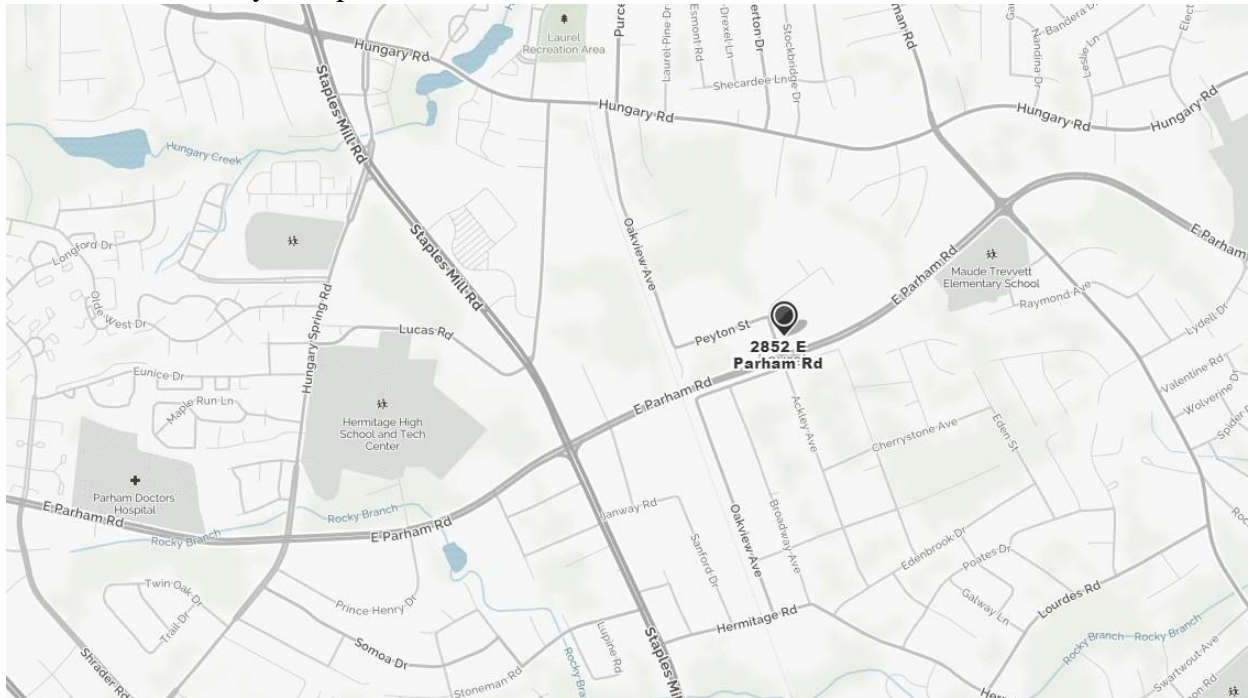 Laurel
Recreation Area
Hungary Rd
Laurel Pine Dr
Esmont Rd
Drexel Ln
Stockbridge Dr
Shecardee Ln
Nandina Dr
Bandera
Leslie Ln
Staples Mill Rd
Hungary Rd
Hungary Rd
Hungary Rd
Hungary Creek
Longford Dr
Olde West Dr
Hungary Spring Rd
Staples Mill Rd
Oakview Ave
E Parham Rd
E Parham
Maude Trevvett
Elementary School
Raymond Ave
Lydell Dr
Lucas Rd
Peyton St
2852 E
Parham Rd
Eunice Dr
Maple Run Ln
Hermitage High
School and Tech
Center
E Parham Rd
Ackley Ave
Cherrystone Ave
Eden St
Valentine Rd
Wolverine D
Spider
Parham Doctors
Hospital
E Parham Rd
Rocky Branch
Rocky Branch
E Parham Rd
Janway Rd
Sanford Dr
Oakview Ave
Broadway Ave
Edenbrook Dr
Poates Dr
Galway Ln
Lourdes Rd
Twin Oak Dr
Trail Dr
Prince Henry Dr
Somoa Dr
Stoneman Rd
Lupine Rd
Staples M
Hermitage Rd
Shrader Rd
Rocky Branch
Rocky Branch
Swartwout Ave